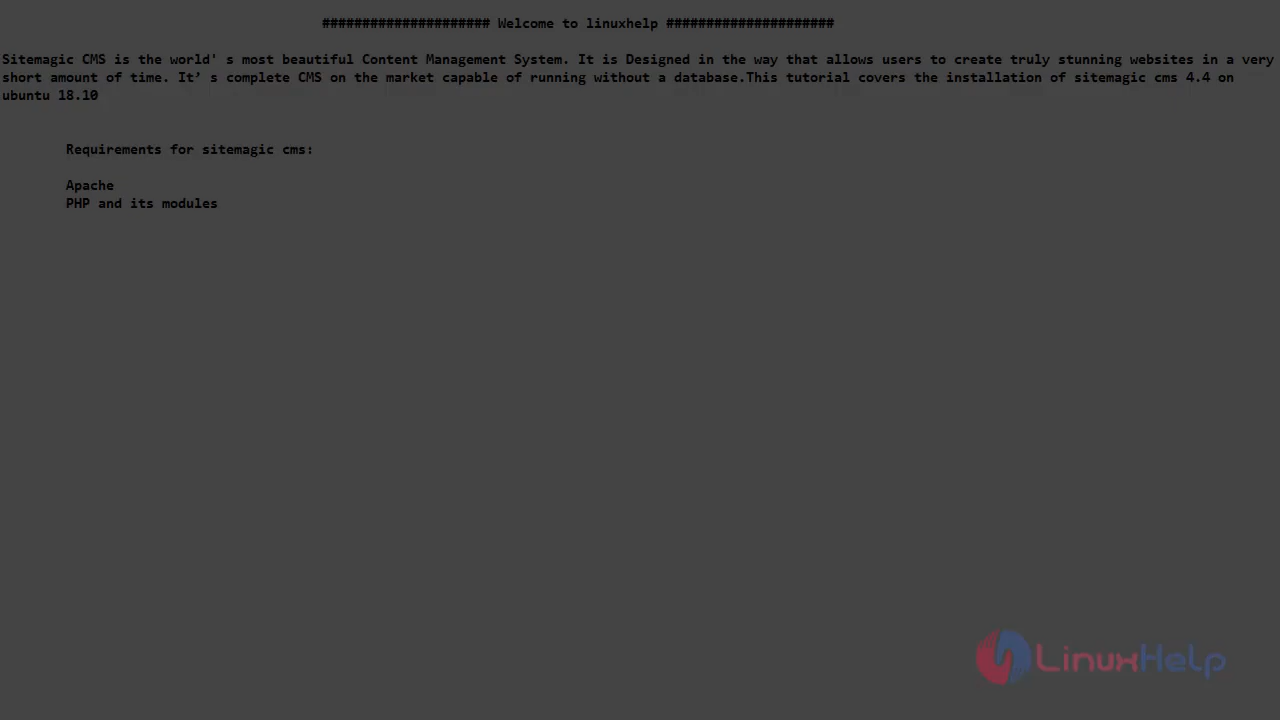 ##################### Welcome to linuxhelp #####################
Sitemagic CMS is the world' s most beautiful Content Management System. It is Designed in the way that allows users to create truly stunning websites in a very
short amount of time. It’ s complete CMS on the market capable of running without a database.This tutorial covers the installation of sitemagic cms 4.4 on
ubuntu 18.10
Requirements for sitemagic cms:
Apache
PHP and its modules
LinuxHelp